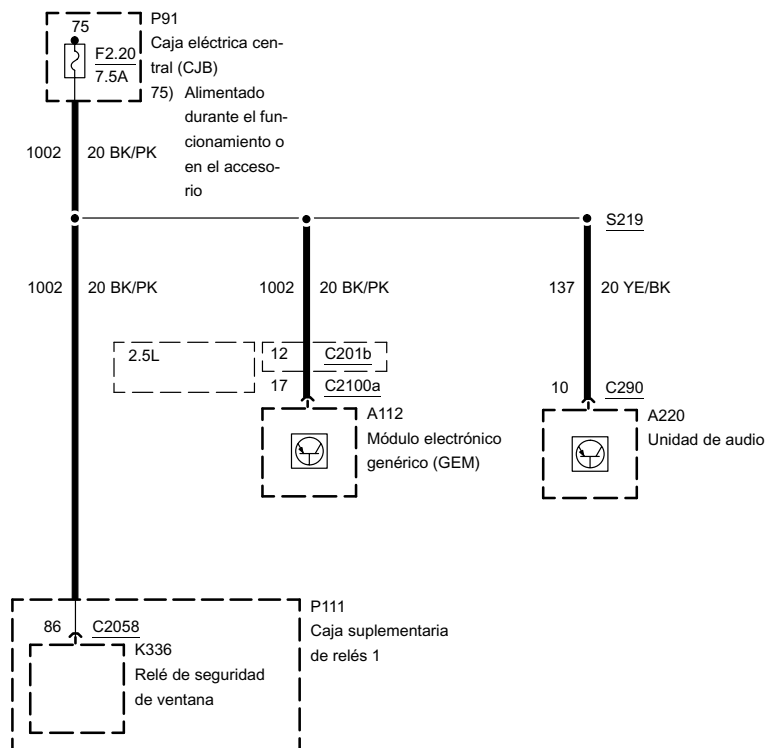 75
F2.20
7.5A
P91
Caja eléctrica cen-
tral (CJB)
75) Alimentado
durante el fun-
cionamiento o
en el acceso-
rio
1002 20 BK/PK
S219
1002 20 BK/PK
1002 20 BK/PK
137 20 YE/BK
2.5L
12 C201b
17 C2100a
10 C290
A112
Módulo electrónico
genérico (GEM)
A220
Unidad de audio
P111
Caja suplementaria
de relés 1
86 C2058
K336
Relé de seguridad
de ventana